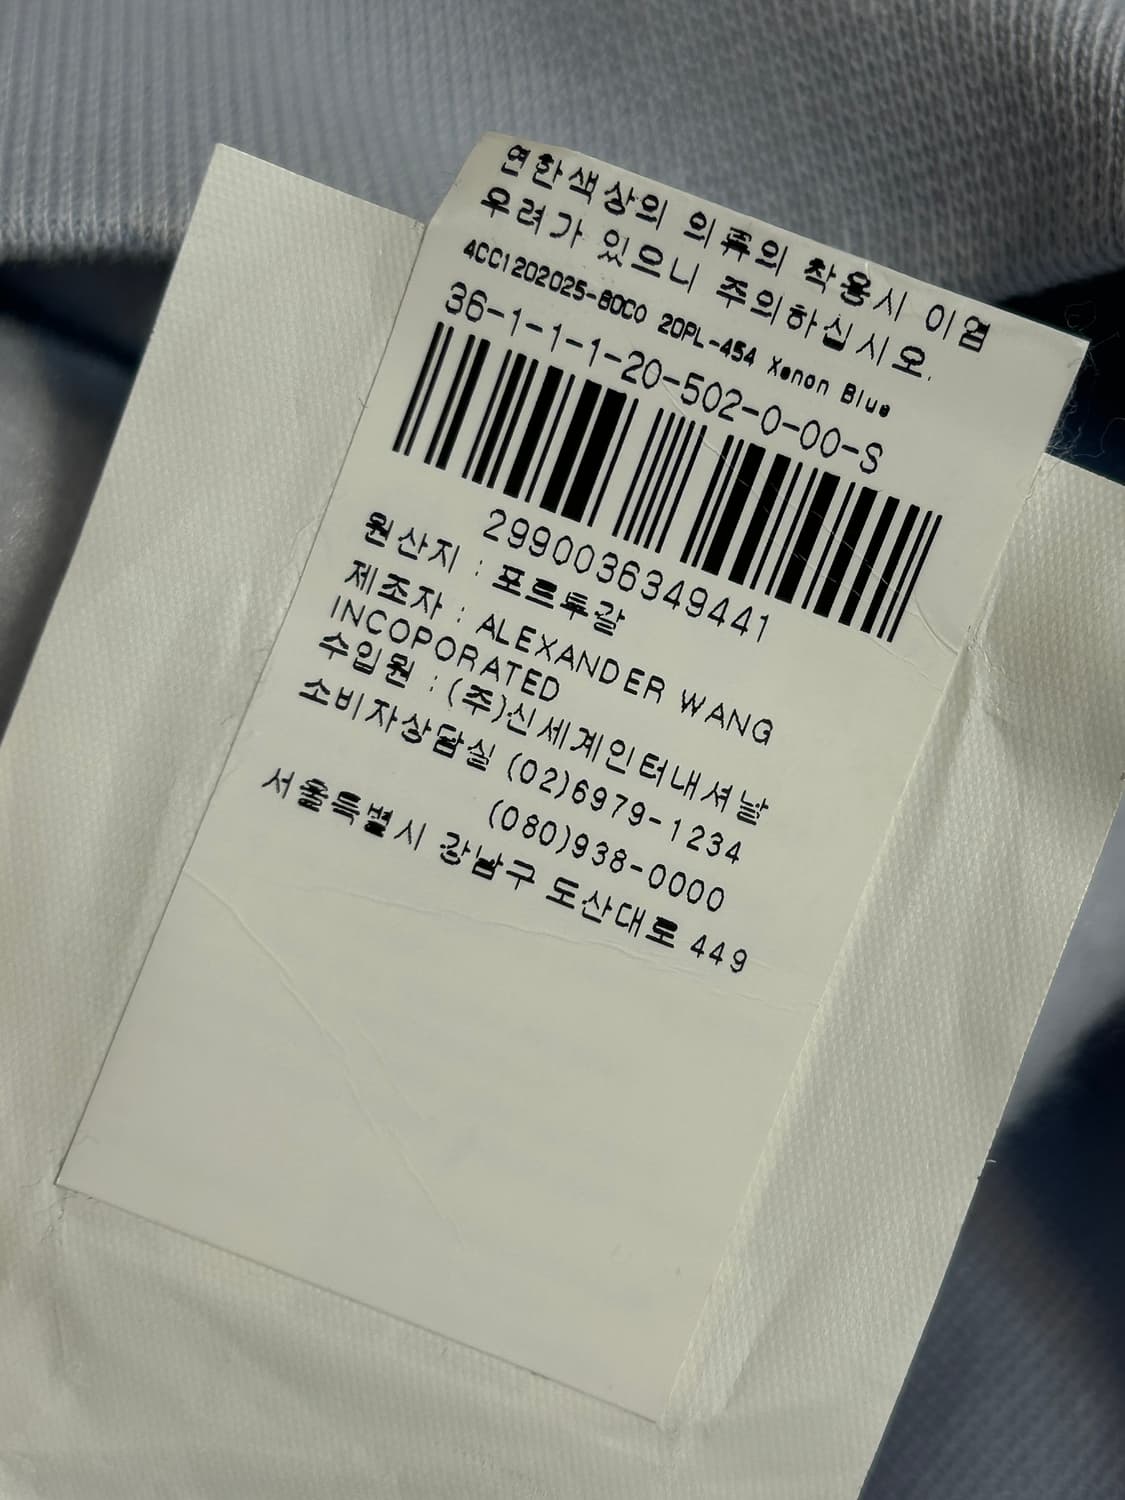 연한색상의 의류의 착용시 이염
우려가 있으니 주의하십시오.
4CC1202025-60C0 20PL-454 Xenon Blue
36-1-1-1-20-502-0-00-S
2990036349441
원산지 : 포르투갈
제조자 : ALEXANDER WANG
INCOPORATED
수입원 : (주)신세계인터내셔날
소비자상담실 (02)6979-1234
(080)938-0000
서울특별시 강남구 도산대로 449